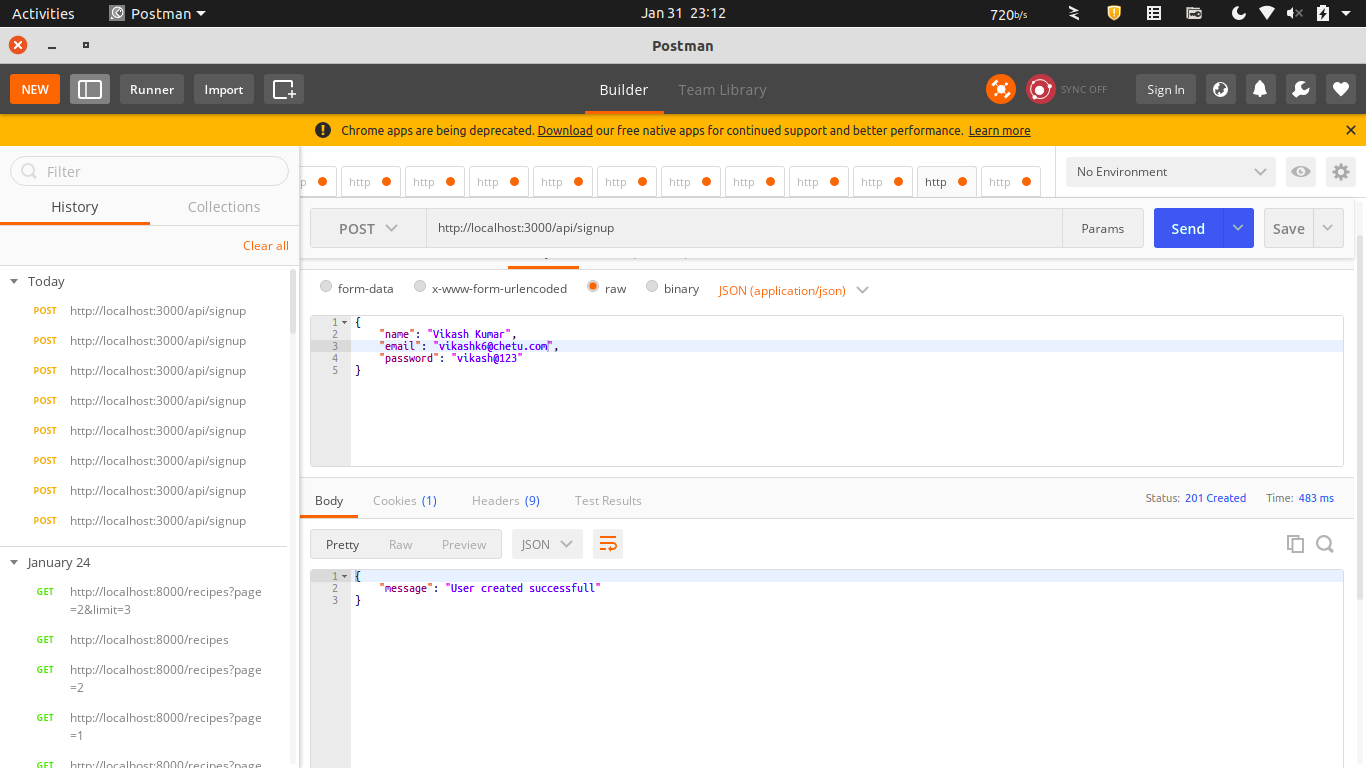 Activities Postman Jan 31 23:12 720b/s
Postman
NEW Runner Import Builder Team Library SYNC OFF Sign In
Chrome apps are being deprecated. Download our free native apps for continued support and better performance. Learn more
Filter
History Collections
Clear all
Today
POST http://localhost:3000/api/signup
POST http://localhost:3000/api/signup
POST http://localhost:3000/api/signup
POST http://localhost:3000/api/signup
POST http://localhost:3000/api/signup
POST http://localhost:3000/api/signup
POST http://localhost:3000/api/signup
POST http://localhost:3000/api/signup
January 24
GET http://localhost:8000/recipes?page
=2&limit=3
GET http://localhost:8000/recipes
GET http://localhost:8000/recipes?page
=2
GET http://localhost:8000/recipes?page
=1
GET http://localhost:8000/recipes?page
p http http http http http http http http http http http
No Environment
POST http://localhost:3000/api/signup Params Send Save
form-data x-www-form-urlencoded raw binary JSON (application/json)
1 {
2 "name": "Vikash Kumar",
3 "email": "vikashk6@chetu.com",
4 "password": "vikash@123"
5 }
Body Cookies (1) Headers (9) Test Results Status: 201 Created Time: 483 ms
Pretty Raw Preview JSON
1 {
2 "message": "User created successfull"
3 }